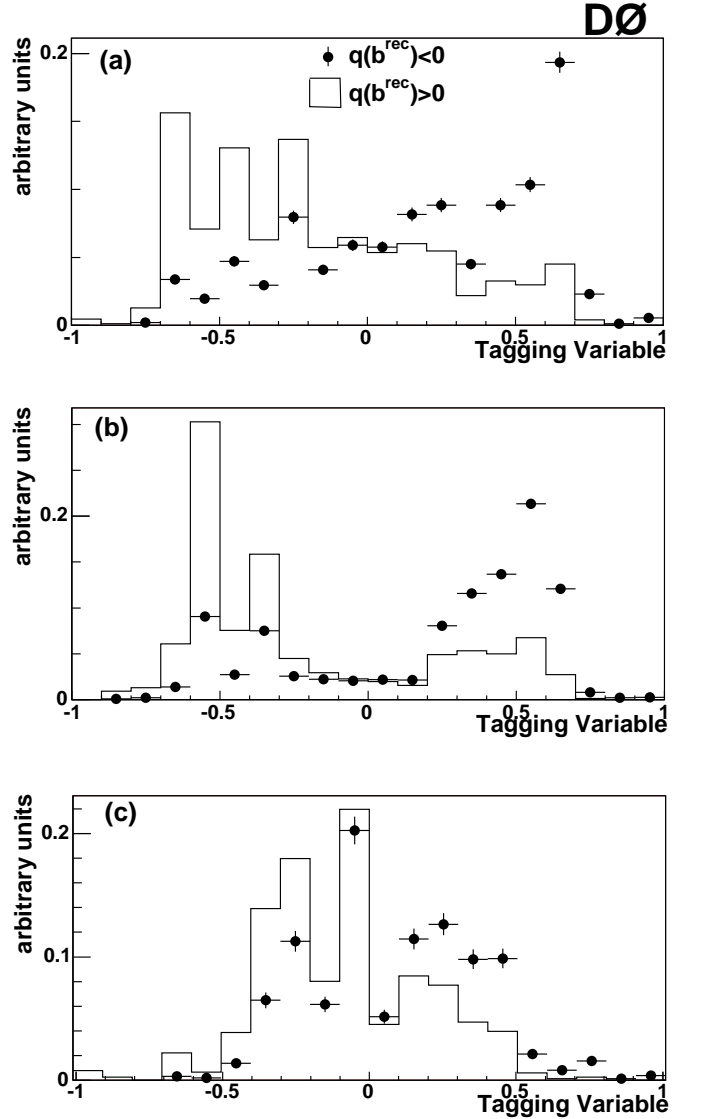 DØ
(a)
q(b^rec)<0
q(b^rec)>0
arbitrary units
0.2
0
-1 -0.5 0 0.5 1
Tagging Variable
(b)
arbitrary units
0.2
0
-1 -0.5 0 0.5 1
Tagging Variable
(c)
arbitrary units
0.2
0.1
0
-1 -0.5 0 0.5 1
Tagging Variable